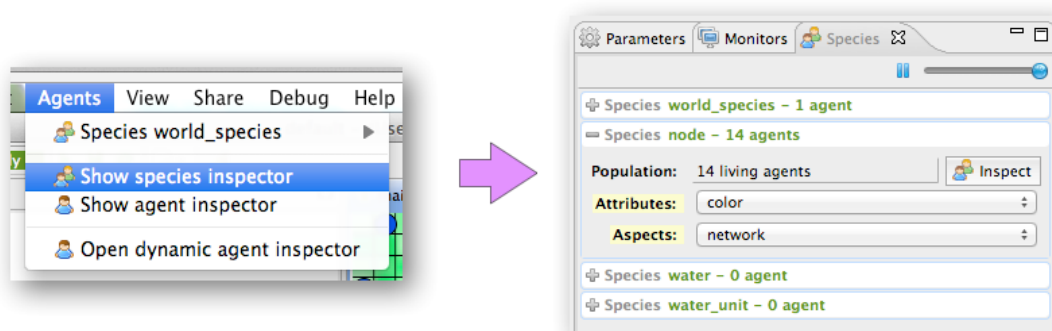 Agents View Share Debug Help
Species world_species
Show species inspector
Show agent inspector
Open dynamic agent inspector
Parameters Monitors Species
Species world_species – 1 agent
Species node – 14 agents
Population: 14 living agents Inspect
Attributes: color
Aspects: network
Species water – 0 agent
Species water_unit – 0 agent